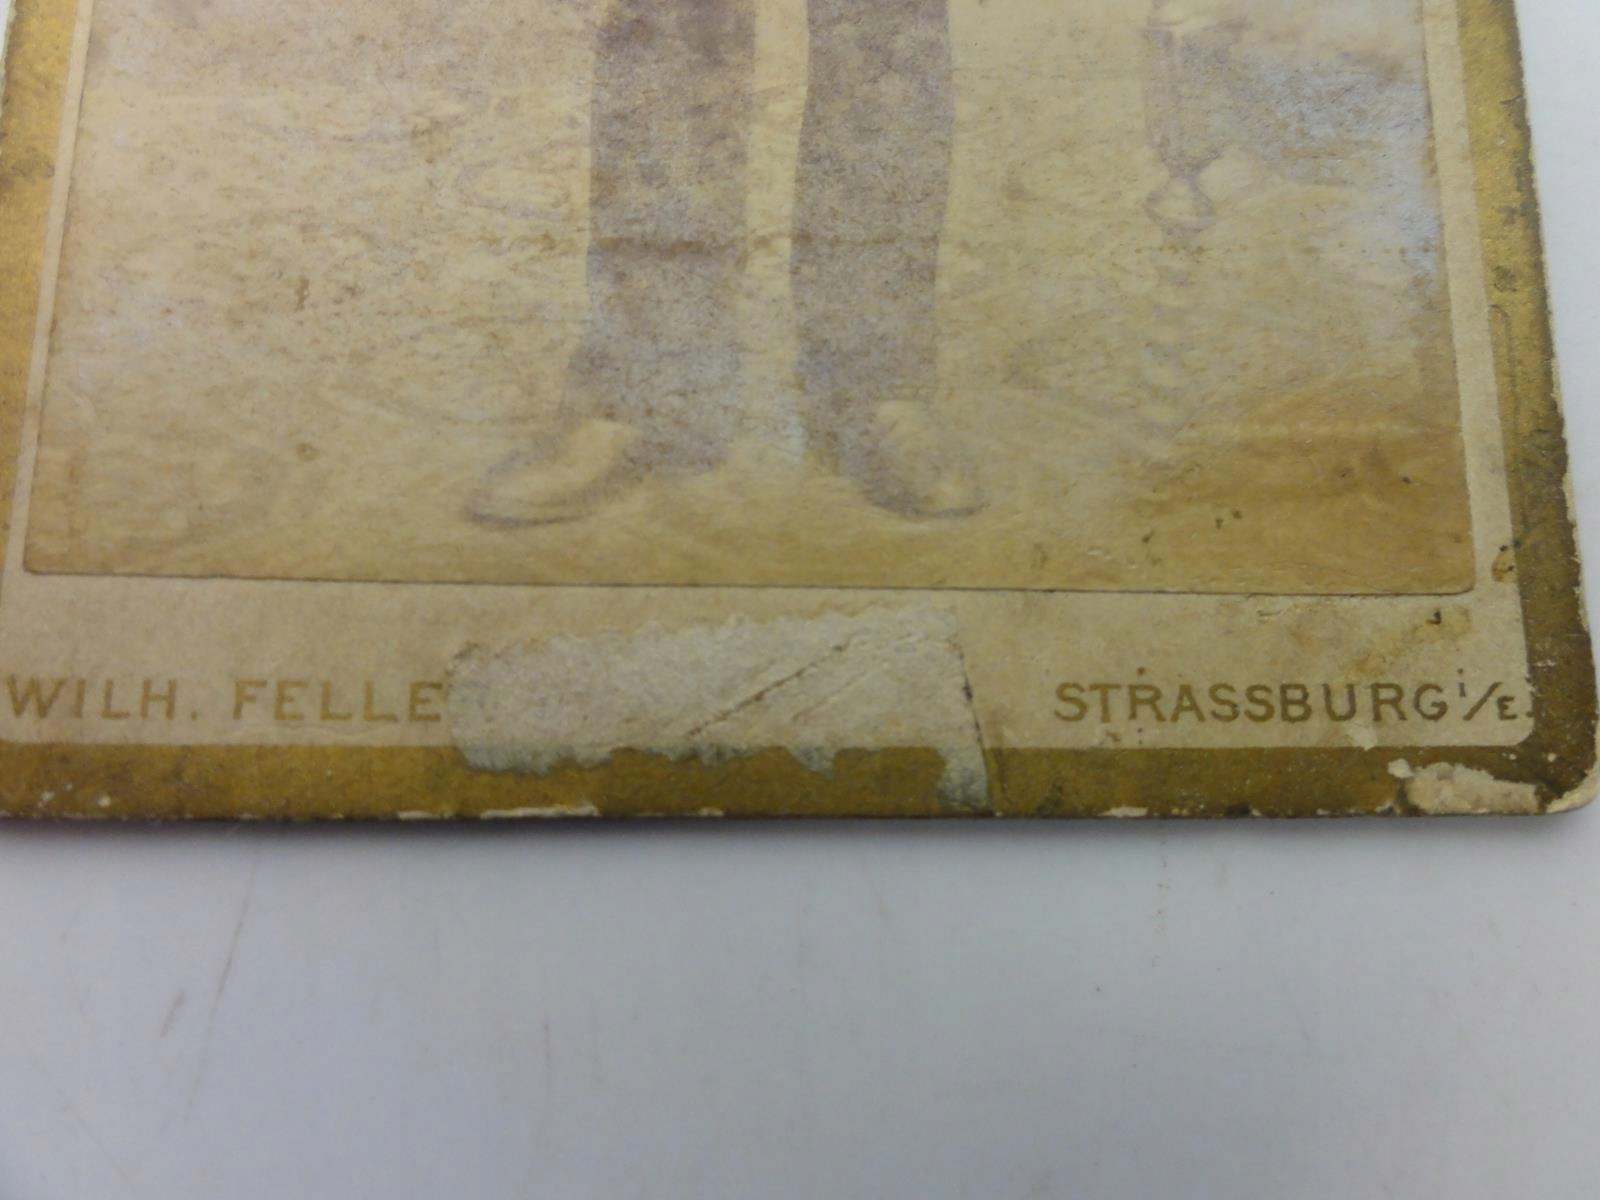 WILH. FELLE
STRASSBURG i/E.